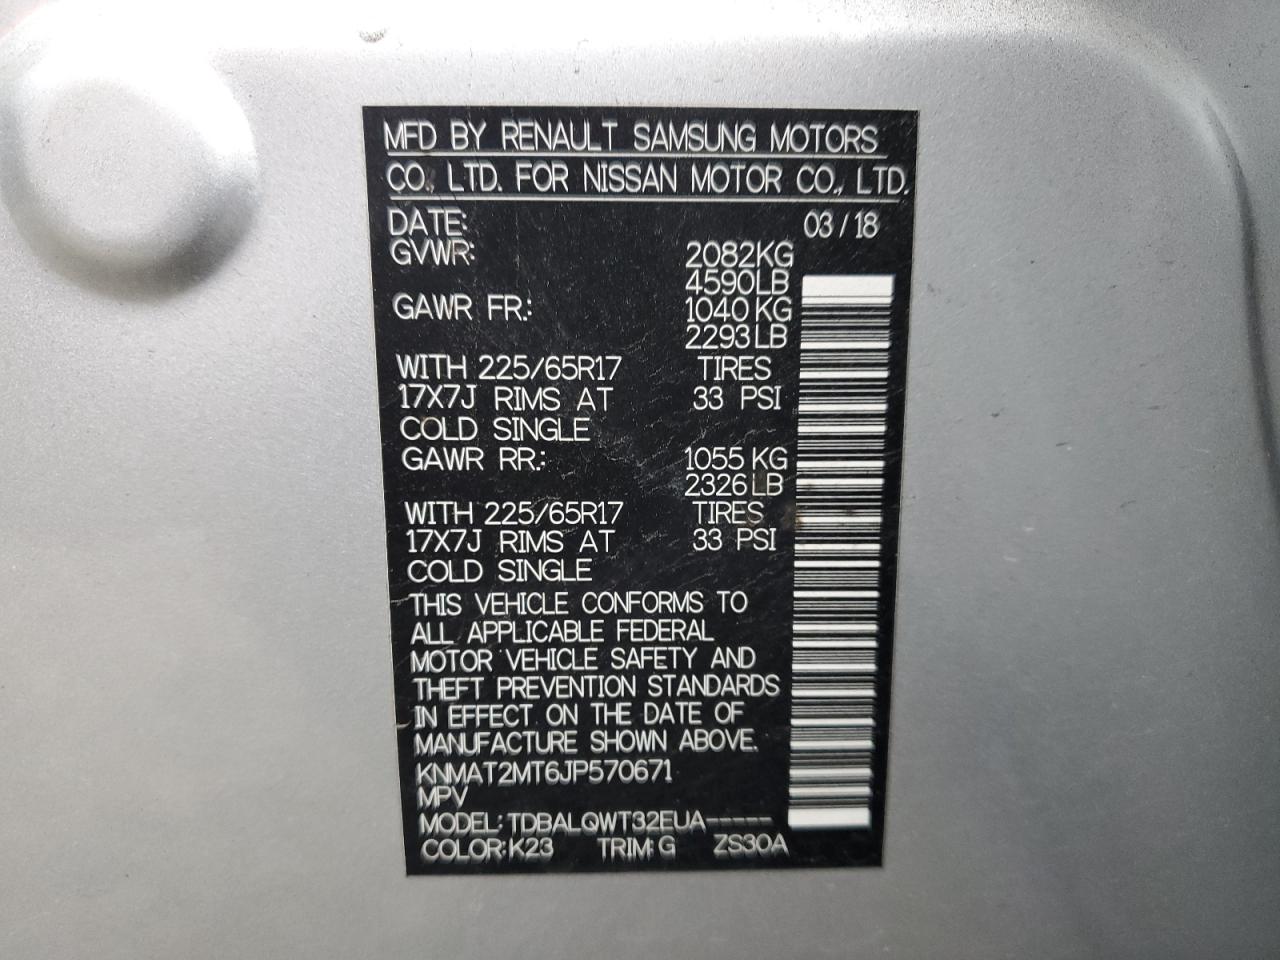 MFD BY RENAULT SAMSUNG MOTORS
CO., LTD. FOR NISSAN MOTOR CO., LTD.
DATE: 03 / 18
GVWR: 2082KG
4590LB
GAWR FR.: 1040 KG
2293LB
WITH 225/65R17 TIRES
17X7J RIMS AT 33 PSI
COLD SINGLE
GAWR RR.: 1055 KG
2326LB
WITH 225/65R17 TIRES
17X7J RIMS AT 33 PSI
COLD SINGLE
THIS VEHICLE CONFORMS TO
ALL APPLICABLE FEDERAL
MOTOR VEHICLE SAFETY AND
THEFT PREVENTION STANDARDS
IN EFFECT ON THE DATE OF
MANUFACTURE SHOWN ABOVE.
KNMAT2MT6JP570671
MPV
MODEL: TDBALQWT32EUA-----
COLOR: K23 TRIM: G ZS30A